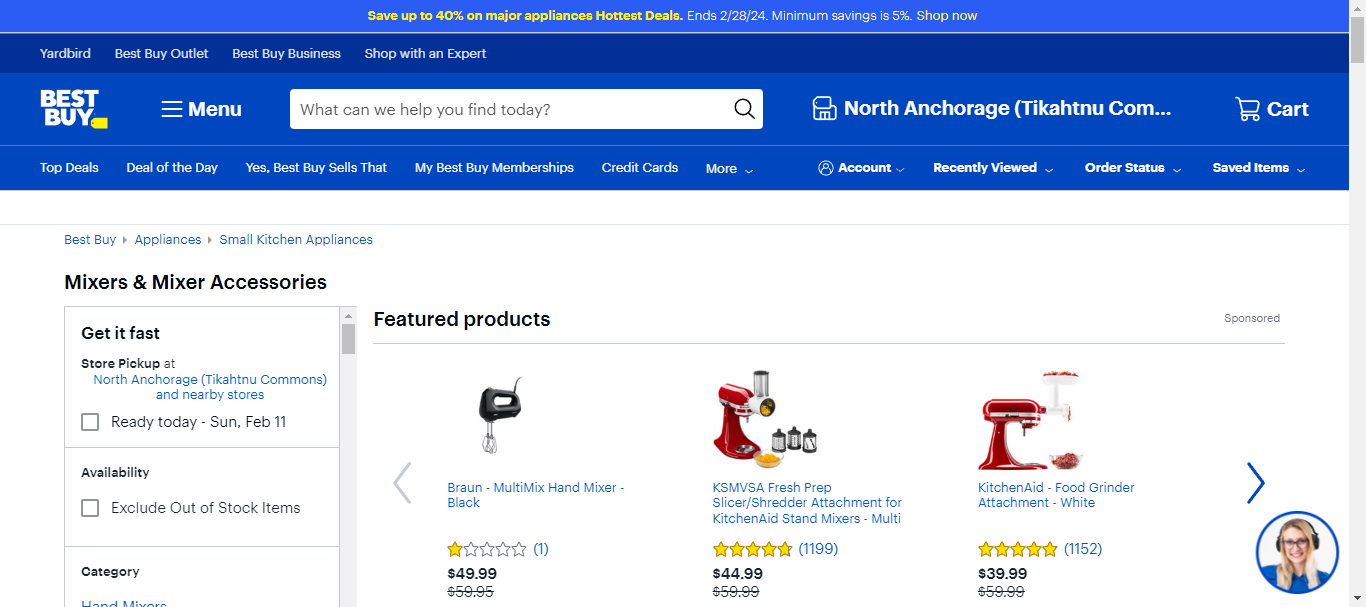 Save up to 40% on major appliances Hottest Deals. Ends 2/28/24. Minimum savings is 5%. Shop now
Yardbird Best Buy Outlet Best Buy Business Shop with an Expert
BEST
BUY
Menu
What can we help you find today?
North Anchorage (Tikahtnu Com...
Cart
Top Deals Deal of the Day Yes, Best Buy Sells That My Best Buy Memberships Credit Cards More Account Recently Viewed Order Status Saved Items
Best Buy Appliances Small Kitchen Appliances
Mixers & Mixer Accessories
Get it fast
Store Pickup at
North Anchorage (Tikahtnu Commons)
and nearby stores
Ready today - Sun, Feb 11
Availability
Exclude Out of Stock Items
Category
Hand Mixers
Featured products
Sponsored
Braun - MultiMix Hand Mixer -
Black
(1)
$49.99
$59.95
KSMVSA Fresh Prep
Slicer/Shredder Attachment for
KitchenAid Stand Mixers - Multi
(1199)
$44.99
$59.99
KitchenAid - Food Grinder
Attachment - White
(1152)
$39.99
$59.99